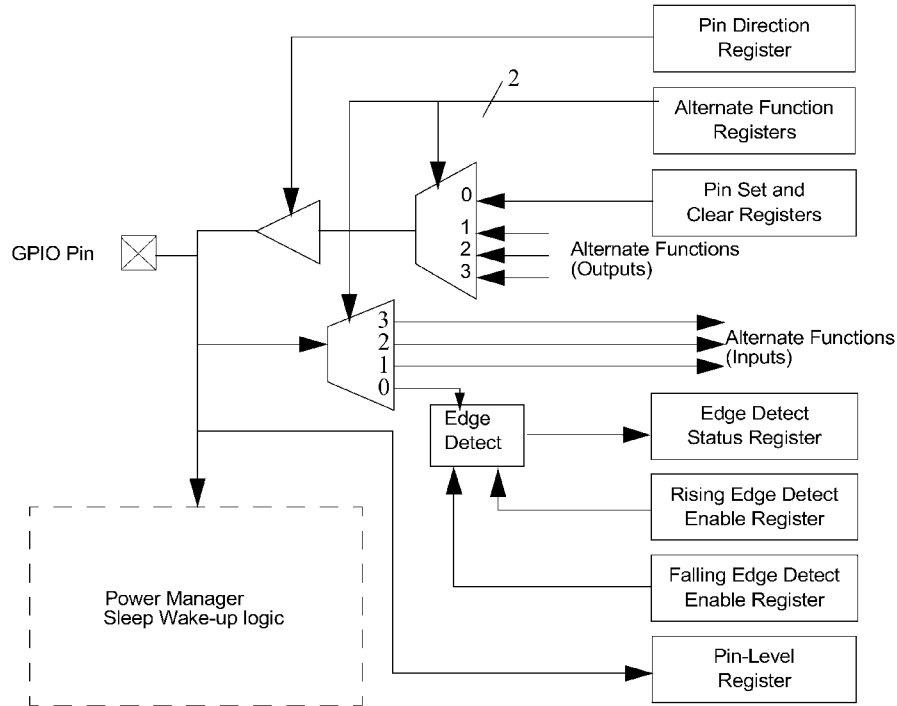 Pin Direction
Register
2
Alternate Function
Registers
0
Pin Set and
Clear Registers
1
2
3
Alternate Functions
(Outputs)
GPIO Pin
3
2
1
0
Alternate Functions
(Inputs)
Edge
Detect
Edge Detect
Status Register
Rising Edge Detect
Enable Register
Falling Edge Detect
Enable Register
Power Manager
Sleep Wake-up logic
Pin-Level
Register